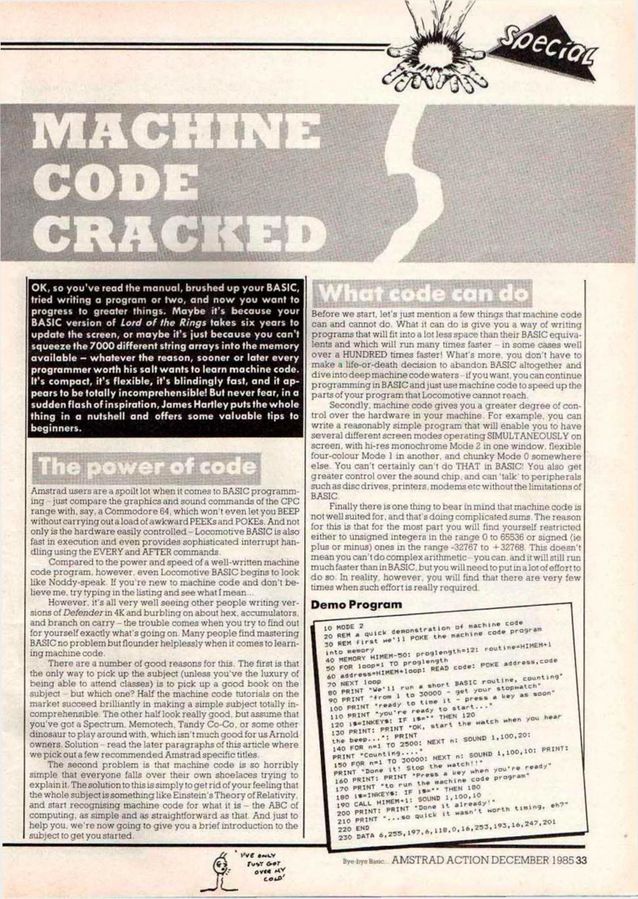 Special
MACHINE
CODE
CRACKED
OK, so you've read the manual, brushed up your BASIC,
tried writing a program or two, and now you want to
progress to greater things. Maybe it's because your
BASIC version of Lord of the Rings takes six years to
update the screen, or maybe it's just because you can't
squeeze the 7000 different string arrays into the memory
available – whatever the reason, sooner or later every
programmer worth his salt wants to learn machine code.
It's compact, it's flexible, it's blindingly fast, and it ap-
pears to be totally incomprehensible! But never fear, in a
sudden flash of inspiration, James Hartley puts the whole
thing in a nutshell and offers some valuable tips to
beginners.
The power of code
Amstrad users are a spoilt lot when it comes to BASIC programm-
ing – just compare the graphics and sound commands of the CPC
range with, say, a Commodore 64, which won't even let you BEEP
without carrying out a load of awkward PEEKs and POKEs. And not
only is the hardware easily controlled – Locomotive BASIC is also
fast in execution and even provides sophisticated interrupt han-
dling using the EVERY and AFTER commands.
Compared to the power and speed of a well-written machine
code program, however, even Locomotive BASIC begins to look
like Noddy-speak. If you're new to machine code and don't be-
lieve me, try typing in the listing and see what I mean...
However, it's all very well seeing other people writing ver-
sions of Defender in 4K and burbling on about hex, accumulators,
and branch on carry – the trouble comes when you try to find out
for yourself exactly what's going on. Many people find mastering
BASIC no problem but flounder helplessly when it comes to learn-
ing machine code.
There are a number of good reasons for this. The first is that
the only way to pick up the subject (unless you've the luxury of
being able to attend classes) is to pick up a good book on the
subject – but which one? Half the machine code tutorials on the
market succeed brilliantly in making a simple subject totally in-
comprehensible. The other half look really good, but assume that
you've got a Spectrum, Memotech, Tandy Co-Co, or some other
dinosaur to play around with, which isn't much good for us Arnold
owners. Solution – read the later paragraphs of this article where
we pick out a few recommended Amstrad specific titles.
The second problem is that machine code is so horribly
simple that everyone falls over their own shoelaces trying to
explain it. The solution to this is simply to get rid of your feeling that
the whole subject is something like Einstein's Theory of Relativity,
and start recognising machine code for what it is – the ABC of
computing, as simple and as straightforward as that. And just to
help you, we're now going to give you a brief introduction to the
subject to get you started.
What code can do
Before we start, let's just mention a few things that machine code
can and cannot do. What it can do is give you a way of writing
programs that will fit into a lot less space than their BASIC equiva-
lents and which will run many times faster – in some cases well
over a HUNDRED times faster! What's more, you don't have to
make a life-or-death decision to abandon BASIC altogether and
dive into deep machine code waters – if you want, you can continue
programming in BASIC and just use machine code to speed up the
parts of your program that Locomotive cannot reach.
Secondly, machine code gives you a greater degree of con-
trol over the hardware in your machine. For example, you can
write a reasonably simple program that will enable you to have
several different screen modes operating SIMULTANEOUSLY on
screen, with hi-res monochrome Mode 2 in one window, flexible
four-colour Mode 1 in another, and chunky Mode 0 somewhere
else. You can't certainly can't do THAT in BASIC! You also get
greater control over the sound chip, and can 'talk' to peripherals
such as disc drives, printers, modems etc without the limitations of
BASIC.
Finally there is one thing to bear in mind that machine code is
not well suited for, and that's doing complicated sums. The reason
for this is that for the most part you will find yourself restricted
either to unsigned integers in the range 0 to 65536 or signed (ie
plus or minus) ones in the range -32767 to +32768. This doesn't
mean you can't do complex arithmetic – you can, and it will still run
much faster than in BASIC, but you will need to put in a lot of effort to
do so. In reality, however, you will find that there are very few
times when such effort is really required.
Demo Program
10 MODE 2
20 REM a quick demonstration of machine code
30 REM First we'll POKE the machine code program
into memory
40 MEMORY HIMEM-50: proglength=12: routine=HIMEM+1
50 FOR loop=1 TO proglength
60 address=HIMEM+loop: READ code: POKE address,code
70 NEXT loop
80 PRINT "We'll run a short BASIC routine, counting"
90 PRINT "from 1 to 30000 - get your stopwatch"
100 PRINT "ready to time it - press a key as soon"
110 PRINT "you're ready to start..."
120 i$=INKEY$: IF i$="" THEN 120
130 PRINT: PRINT "OK, start the watch when you hear
the beep...": PRINT
140 FOR n=1 TO 2500: NEXT n: SOUND 1,100,20:
PRINT "Counting...."
150 FOR n=1 TO 30000: NEXT n: SOUND 1,100,10: PRINT:
PRINT "Done it! Stop the watch!!"
160 PRINT: PRINT "Press a key when you're ready"
170 PRINT "to run the machine code program"
180 i$=INKEY$: IF i$="" THEN 180
190 CALL HIMEM+1: SOUND 1,100,10
200 PRINT: PRINT "Done it already!"
210 PRINT "...so quick it wasn't worth timing, eh?"
220 END
230 DATA 6,255,197,6,118,0,16,253,193,16,247,201
'I'VE ONLY
JUST GOT
OVER MY
COLD'
Bye-bye Basic... AMSTRAD ACTION DECEMBER 1985 33